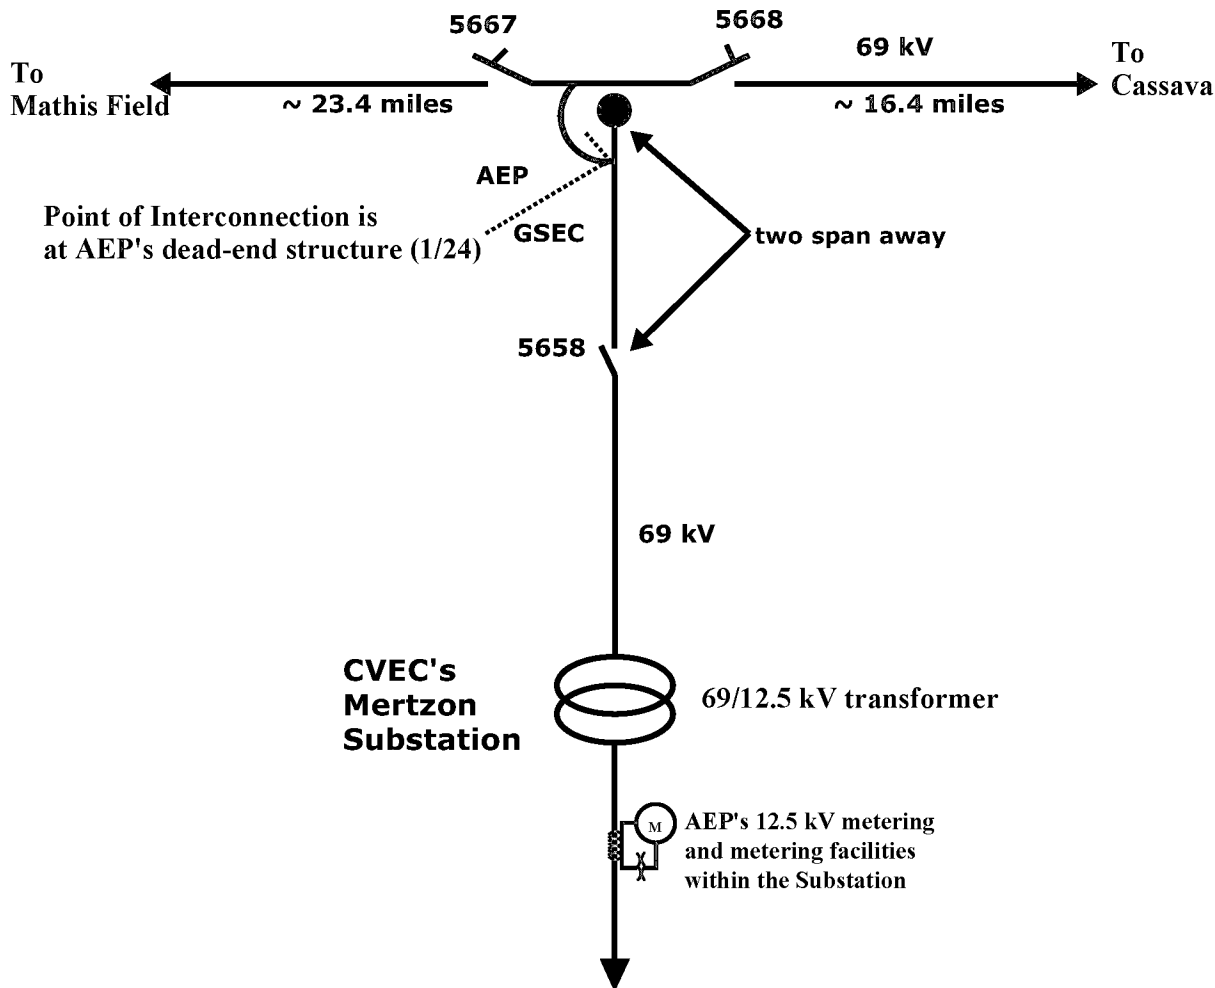 5667
5668
69 kV
To
Mathis Field
To
Cassava
~ 23.4 miles
~ 16.4 miles
AEP
Point of Interconnection is
at AEP's dead-end structure (1/24)
GSEC
two span away
5658
69 kV
CVEC's
Mertzon
Substation
69/12.5 kV transformer
M
AEP's 12.5 kV metering
and metering facilities
within the Substation